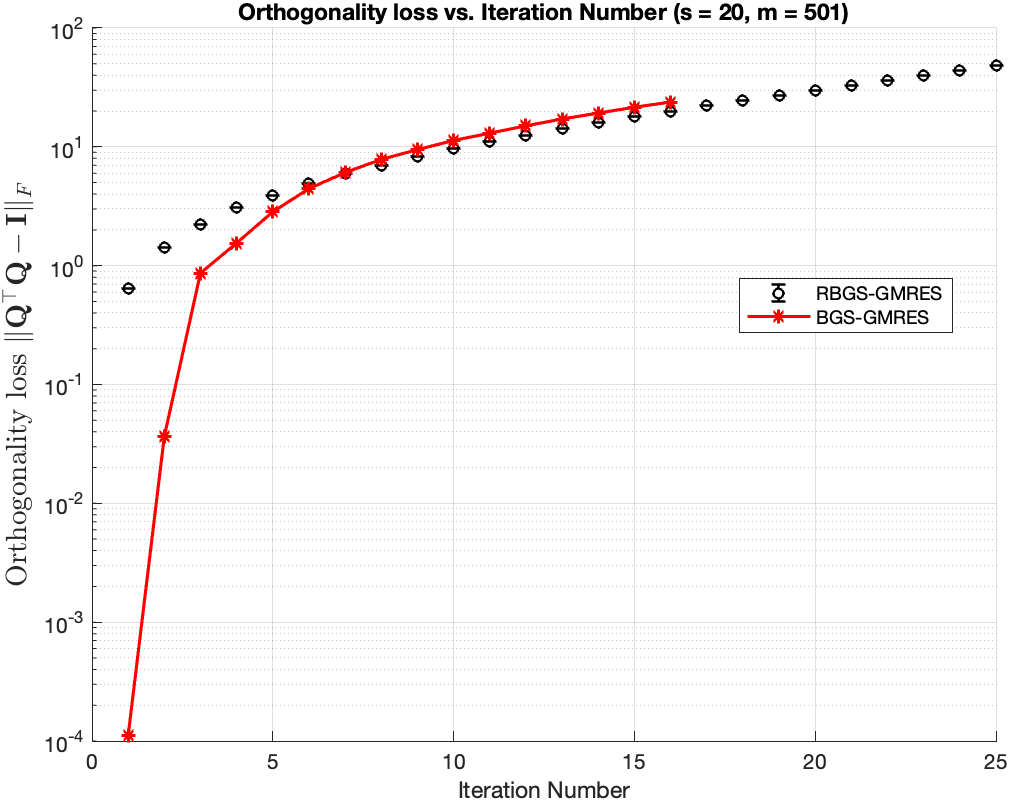 Orthogonality loss vs. Iteration Number (s = 20, m = 501)
Orthogonality loss ||Q⊤Q − I||_F
10^2
10^1
10^0
10^-1
10^-2
10^-3
10^-4
RBGS-GMRES
BGS-GMRES
0 5 10 15 20 25
Iteration Number